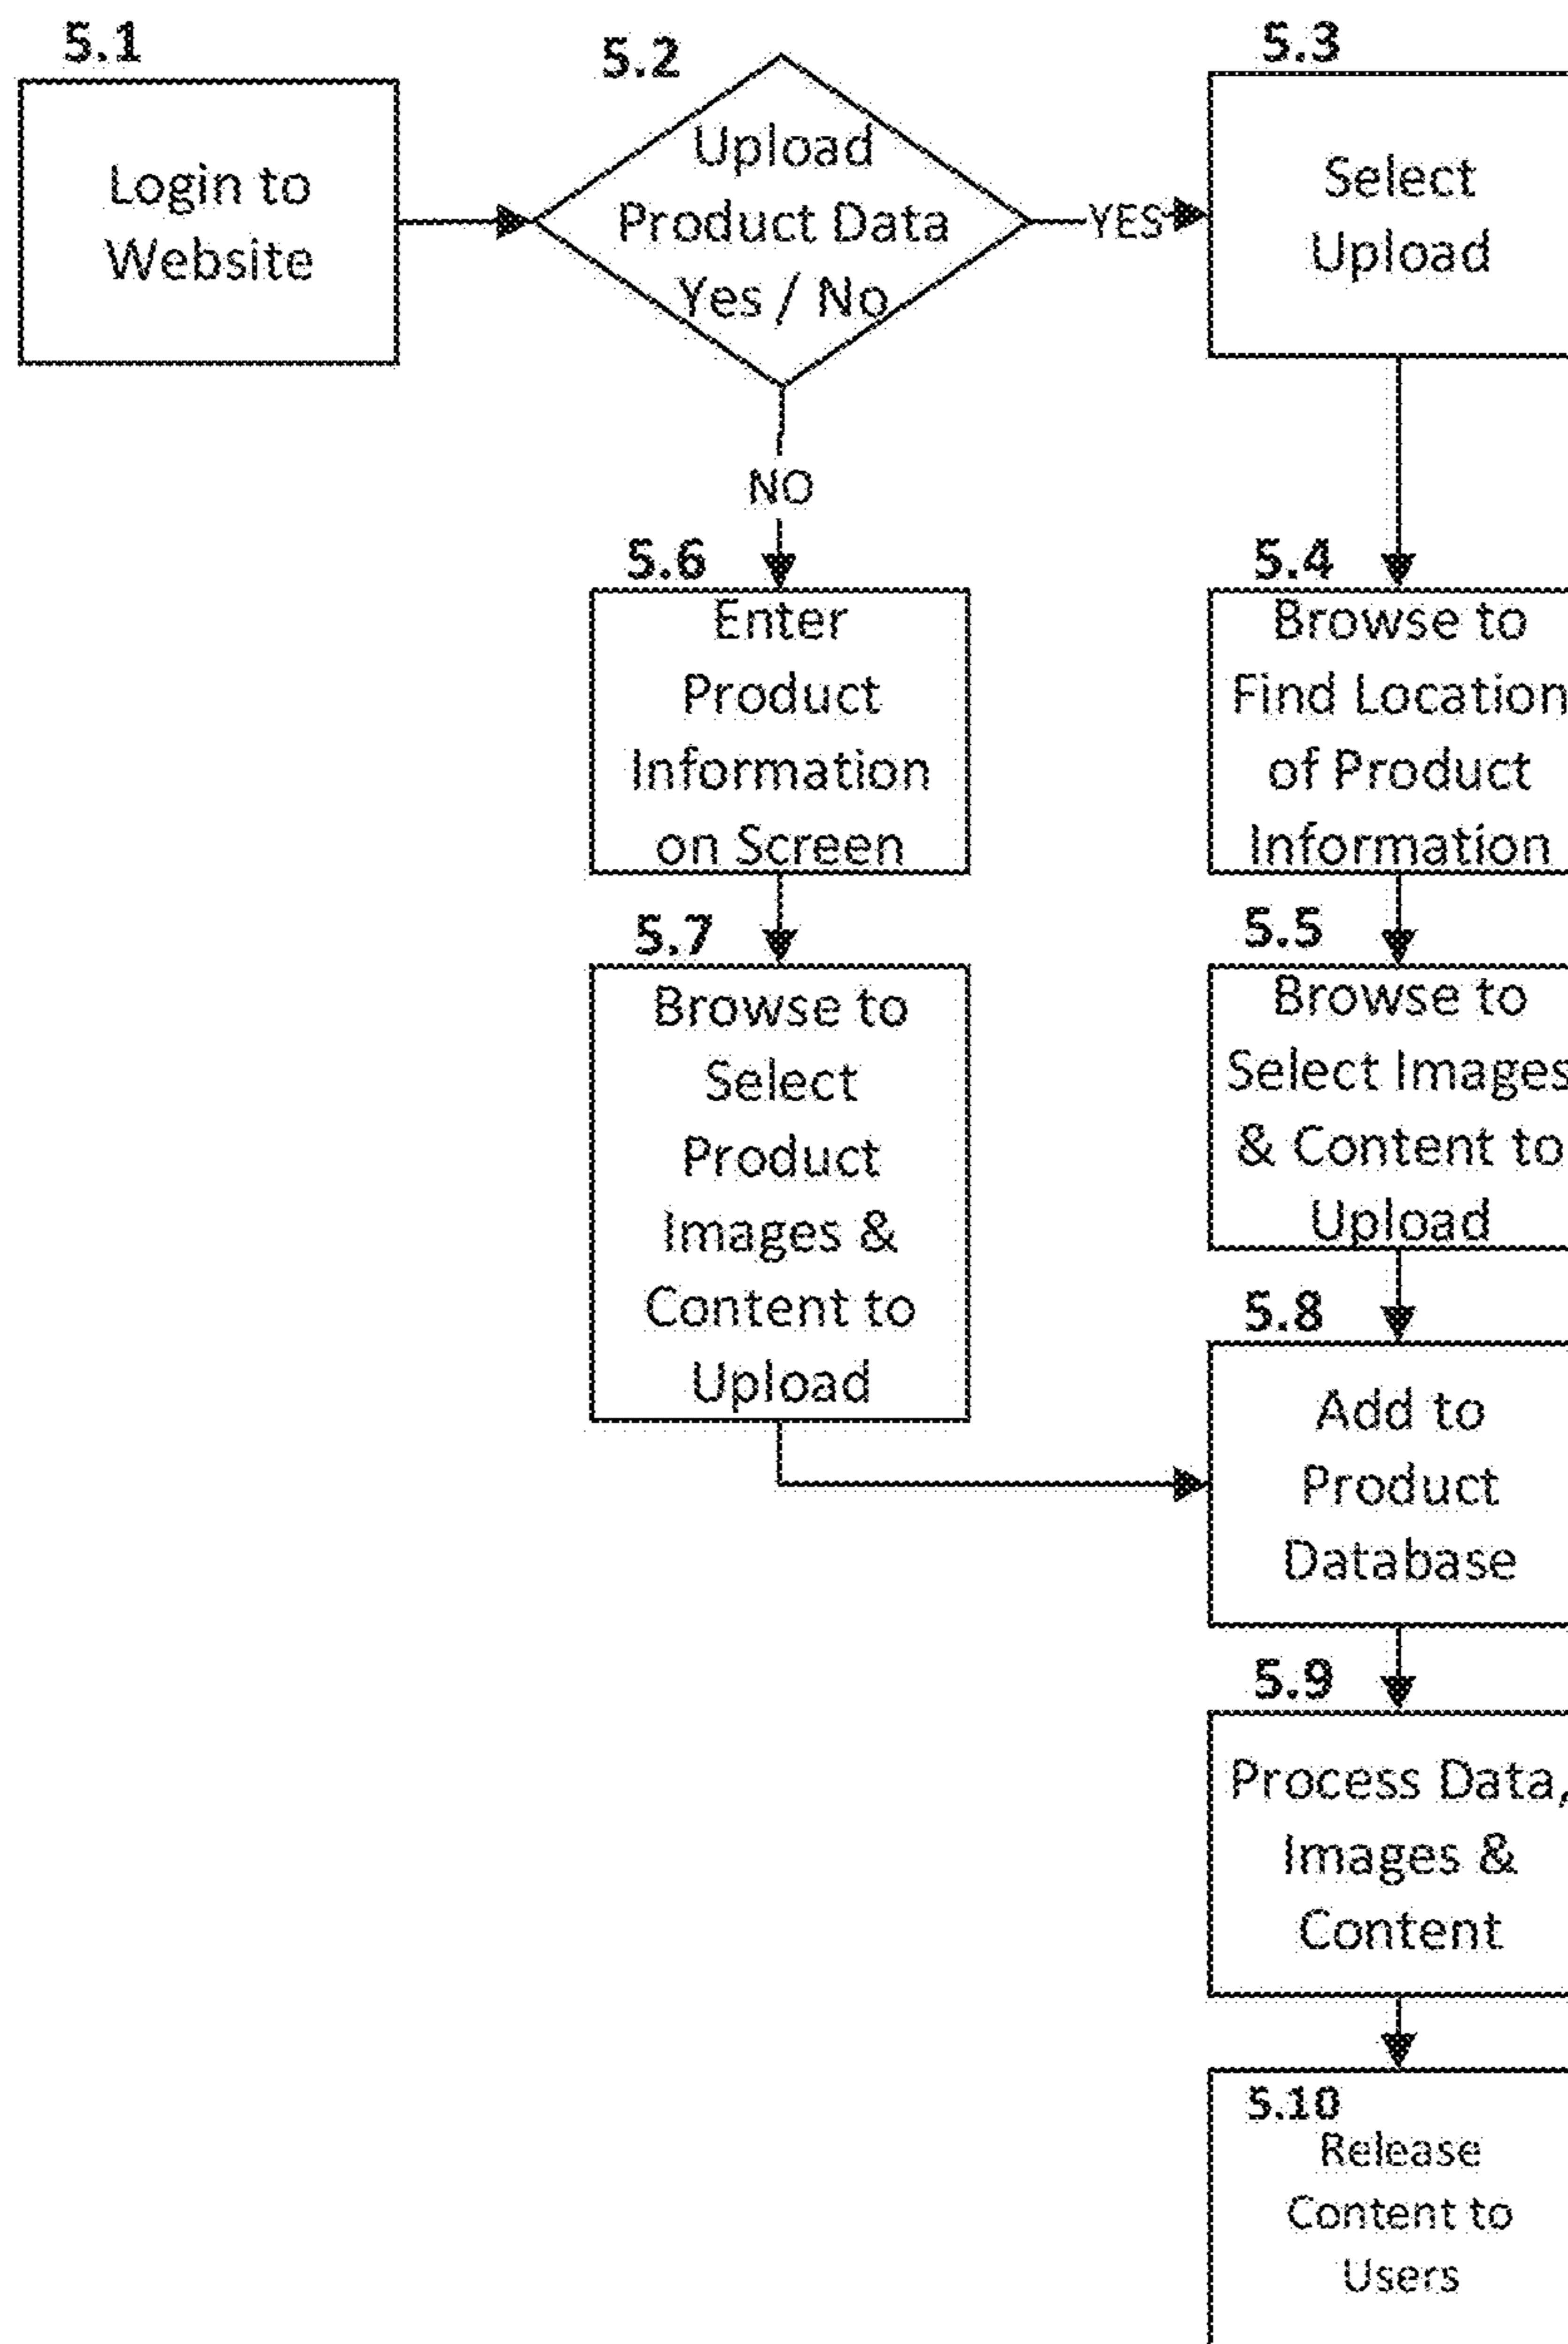 5.1
Login to
Website
5.2
Upload
Product Data
Yes / No
YES
5.3
Select
Upload
NO
5.6
Enter
Product
Information
on Screen
5.4
Browse to
Find Location
of Product
Information
5.7
Browse to
Select
Product
Images &
Content to
Upload
5.5
Browse to
Select Images
& Content to
Upload
5.8
Add to
Product
Database
5.9
Process Data,
Images &
Content
5.10
Release
Content to
Users